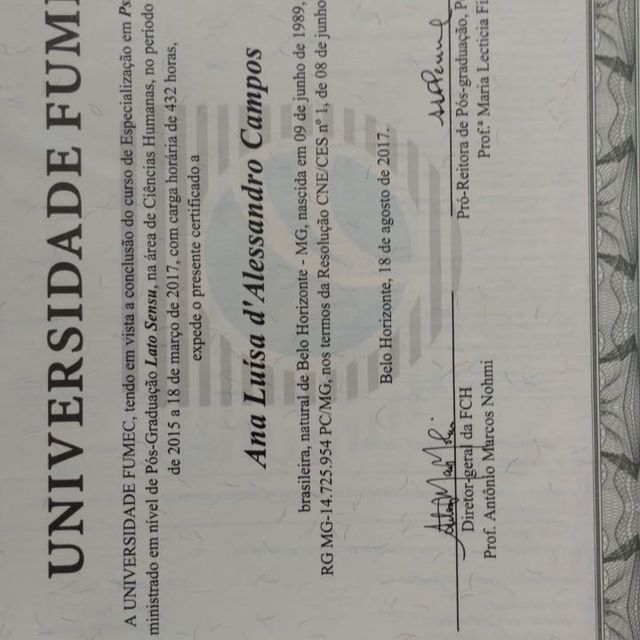 UNIVERSIDADE FUME
A UNIVERSIDADE FUMEC, tendo em vista a conclusão do curso de Especialização em Ps
ministrado em nível de Pós-Graduação Lato Sensu, na área de Ciências Humanas, no período
de 2015 a 18 de março de 2017, com carga horária de 432 horas,
expede o presente certificado a
Ana Luísa d'Alessandro Campos
brasileira, natural de Belo Horizonte - MG, nascida em 09 de junho de 1989,
RG MG-14.725.954 PC/MG, nos termos da Resolução CNE/CES nº 1, de 08 de junho
Belo Horizonte, 18 de agosto de 2017.
Diretor-geral da FCH
Prof. Antônio Marcos Nohmi
Pró-Reitora de Pós-graduação, P
Prof.ª Maria Lecticia Fi